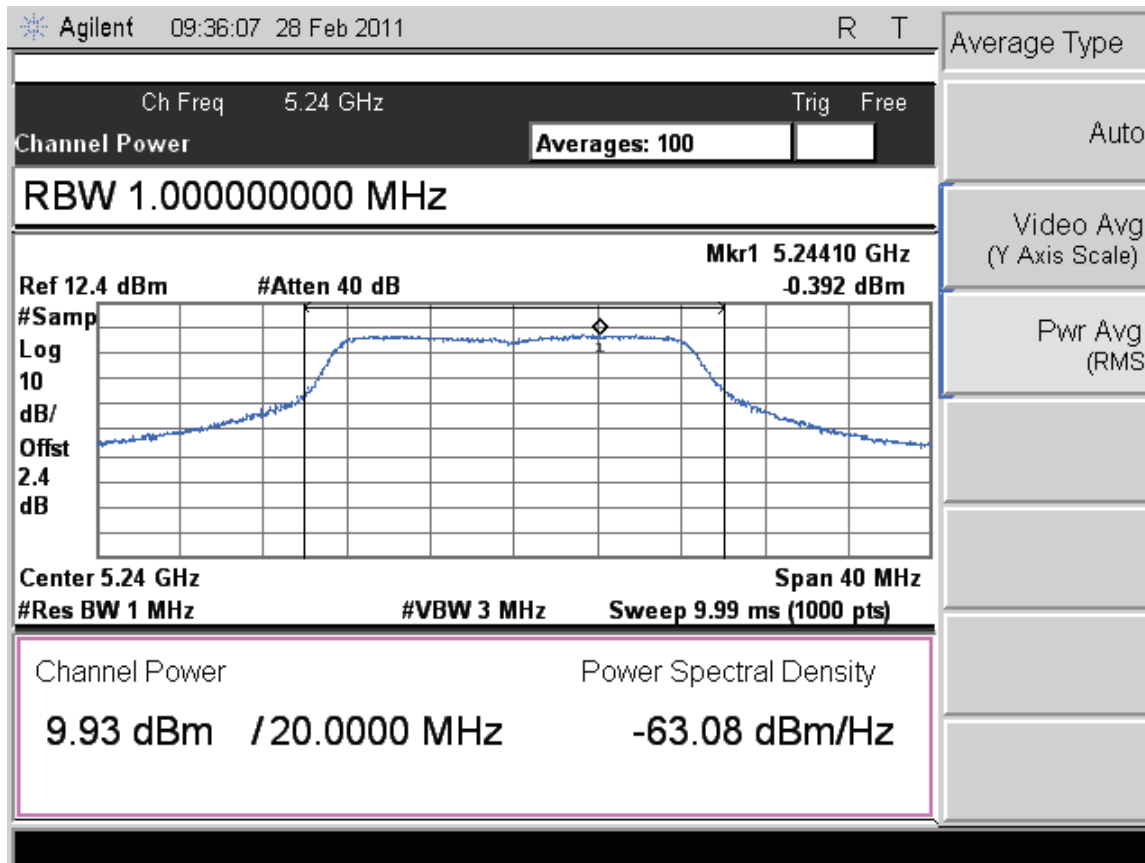 Agilent 09:36:07 28 Feb 2011 R T
Average Type
Ch Freq 5.24 GHz Trig Free
Channel Power Averages: 100
Auto
RBW 1.000000000 MHz
Video Avg
(Y Axis Scale)
Mkr1 5.24410 GHz
Ref 12.4 dBm #Atten 40 dB -0.392 dBm
#Samp
Log
10
dB/
Offst
2.4
dB
1
Pwr Avg
(RMS
Center 5.24 GHz Span 40 MHz
#Res BW 1 MHz #VBW 3 MHz Sweep 9.99 ms (1000 pts)
Channel Power Power Spectral Density
9.93 dBm / 20.0000 MHz -63.08 dBm/Hz